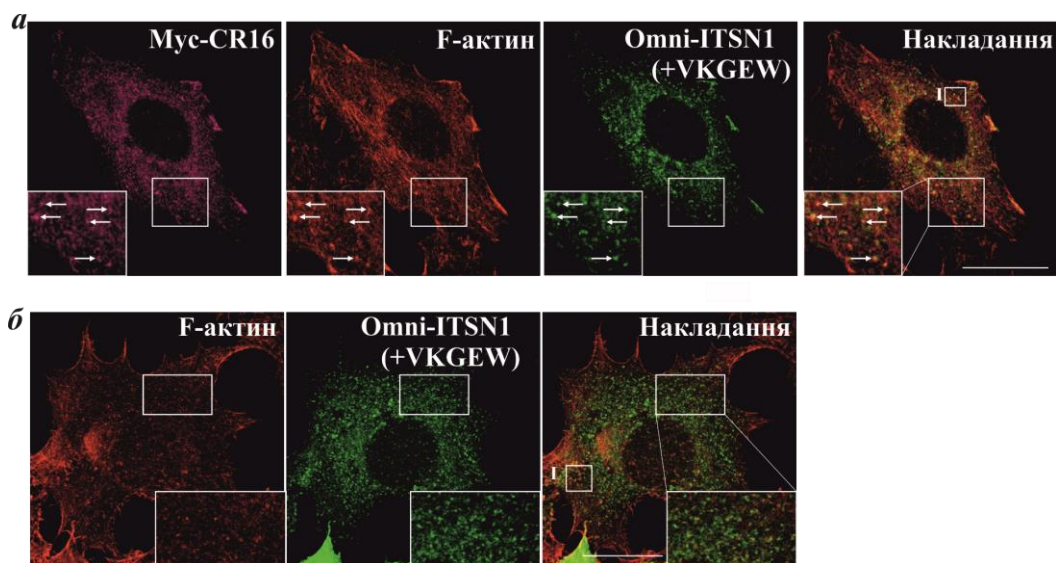 а
Myc-CR16
F-актин
Omni-ITSN1
(+VKGEW)
Накладання
I
б
F-актин
Omni-ITSN1
(+VKGEW)
Накладання
I